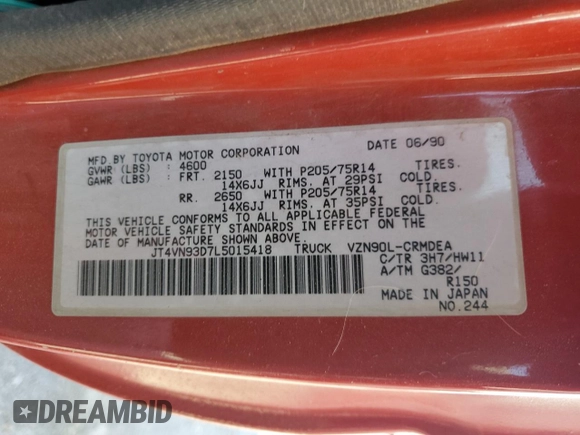 MFD.BY TOYOTA MOTOR CORPORATION DATE 06/90
GVWR (LBS) : 4600
GAWR (LBS) : FRT. 2150 WITH P205/75R14 TIRES.
14X6JJ RIMS. AT 29PSI COLD.
RR. 2650 WITH P205/75R14 TIRES.
14X6JJ RIMS. AT 35PSI COLD.
THIS VEHICLE CONFORMS TO ALL APPLICABLE FEDERAL
MOTOR VEHICLE SAFETY STANDARDS IN EFFECT ON THE
DATE OF MANUFACTURE SHOWN ABOVE.
JT4VN93D7L5015418 TRUCK VZN90L-CRMDEA
C/TR 3H7/HW11
A/TM G382/
R150
MADE IN JAPAN
NO.244
DREAMBID